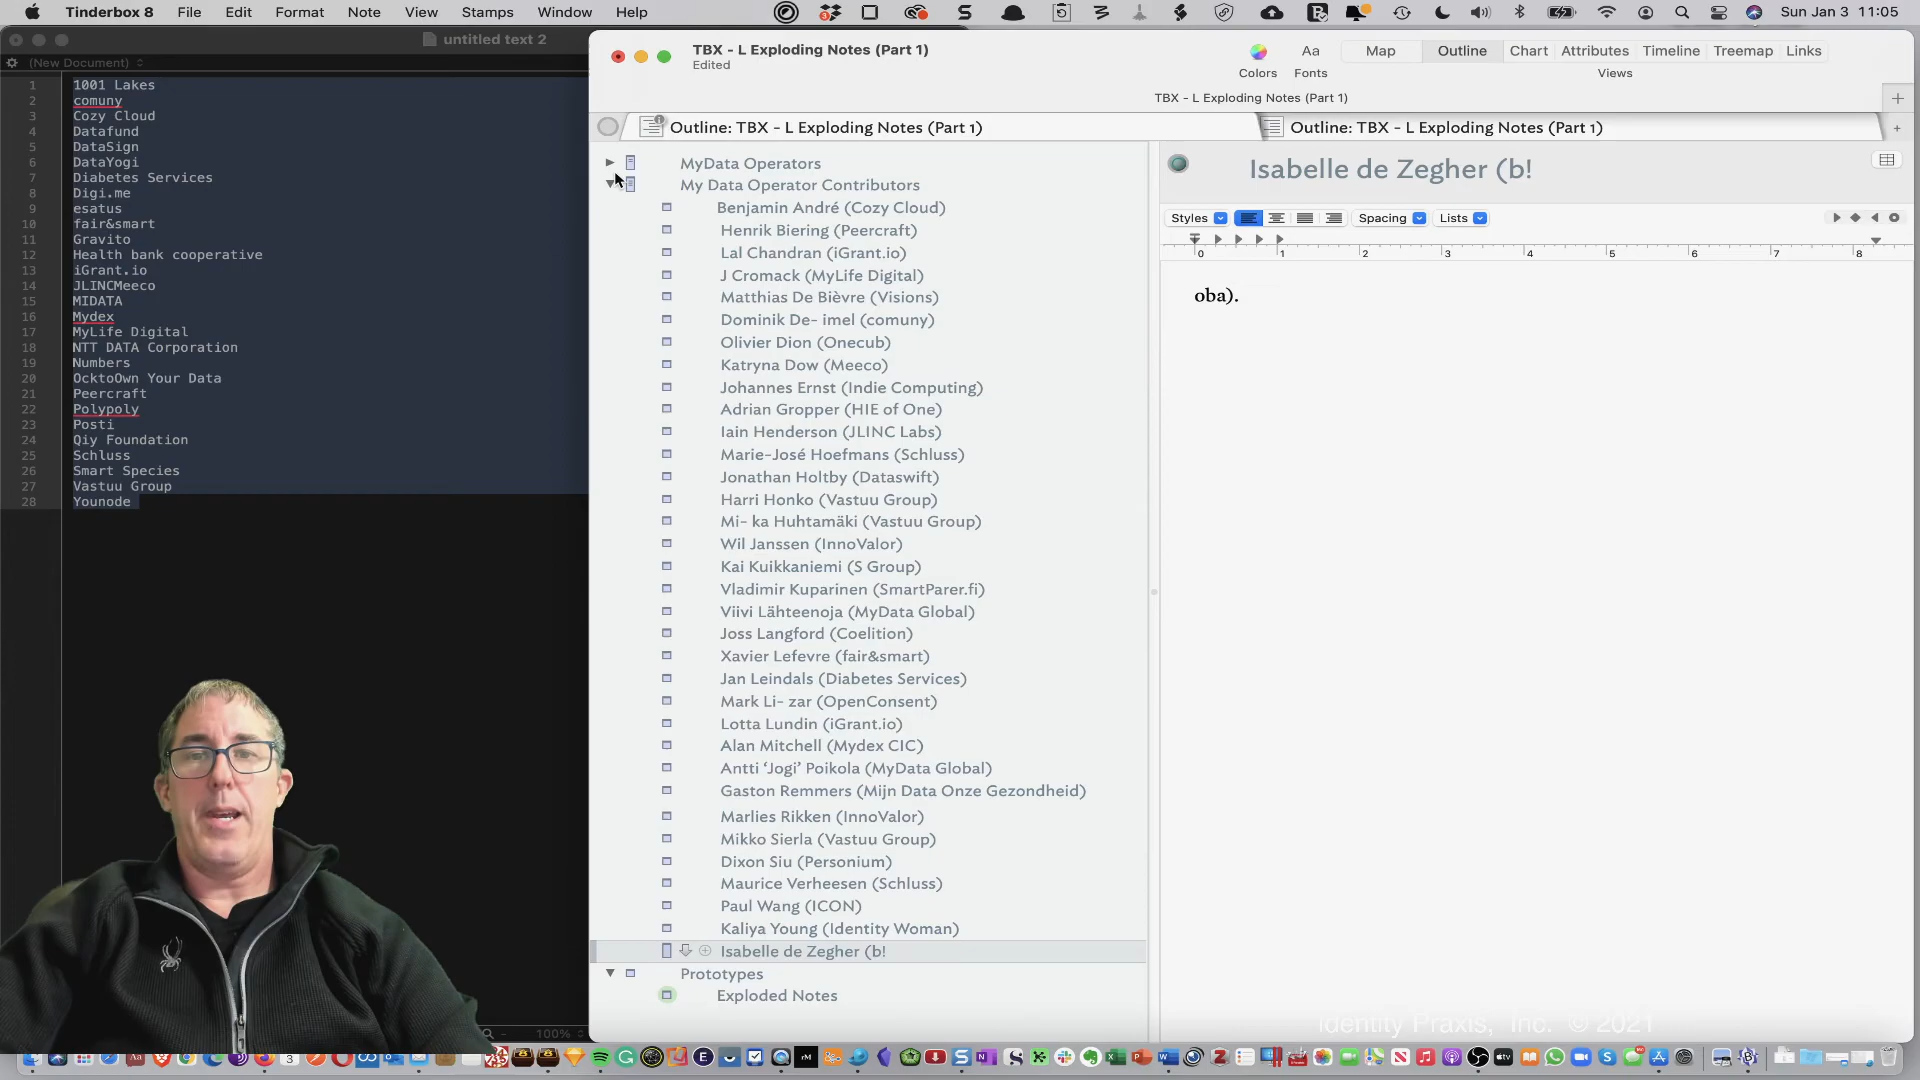 Tinderbox 8 File Edit Format Note View Stamps Window Help
Sun Jan 3 11:05
untitled text 2
(New Document)
1 1001 Lakes
2 comuny
3 Cozy Cloud
4 Datafund
5 DataSign
6 DataYogi
7 Diabetes Services
8 Digi.me
9 esatus
10 fair&smart
11 Gravito
12 Health bank cooperative
13 iGrant.io
14 JLINCMeeco
15 MIDATA
16 Mydex
17 MyLife Digital
18 NTT DATA Corporation
19 Numbers
20 OcktoOwn Your Data
21 Peercraft
22 Polypoly
23 Posti
24 Qiy Foundation
25 Schluss
26 Smart Species
27 Vastuu Group
28 Younode
100%
TBX - L Exploding Notes (Part 1)
Edited
Aa
Map Outline Chart Attributes Timeline Treemap Links
Colors Fonts Views
TBX - L Exploding Notes (Part 1)
Outline: TBX - L Exploding Notes (Part 1)
Outline: TBX - L Exploding Notes (Part 1)
MyData Operators
My Data Operator Contributors
Benjamin André (Cozy Cloud)
Henrik Biering (Peercraft)
Lal Chandran (iGrant.io)
J Cromack (MyLife Digital)
Matthias De Bièvre (Visions)
Dominik De- imel (comuny)
Olivier Dion (Onecub)
Katryna Dow (Meeco)
Johannes Ernst (Indie Computing)
Adrian Gropper (HIE of One)
Iain Henderson (JLINC Labs)
Marie-José Hoefmans (Schluss)
Jonathan Holtby (Dataswift)
Harri Honko (Vastuu Group)
Mi- ka Huhtamäki (Vastuu Group)
Wil Janssen (InnoValor)
Kai Kuikkaniemi (S Group)
Vladimir Kuparinen (SmartParer.fi)
Viivi Lähteenoja (MyData Global)
Joss Langford (Coelition)
Xavier Lefevre (fair&smart)
Jan Leindals (Diabetes Services)
Mark Li- zar (OpenConsent)
Lotta Lundin (iGrant.io)
Alan Mitchell (Mydex CIC)
Antti ‘Jogi’ Poikola (MyData Global)
Gaston Remmers (Mijn Data Onze Gezondheid)
Marlies Rikken (InnoValor)
Mikko Sierla (Vastuu Group)
Dixon Siu (Personium)
Maurice Verheesen (Schluss)
Paul Wang (ICON)
Kaliya Young (Identity Woman)
Isabelle de Zegher (b!
Prototypes
Exploded Notes
Isabelle de Zegher (b!
Styles Spacing Lists
0 1 2 3 4 5 6 7 8
oba).
Identity Praxis, Inc. © 2021